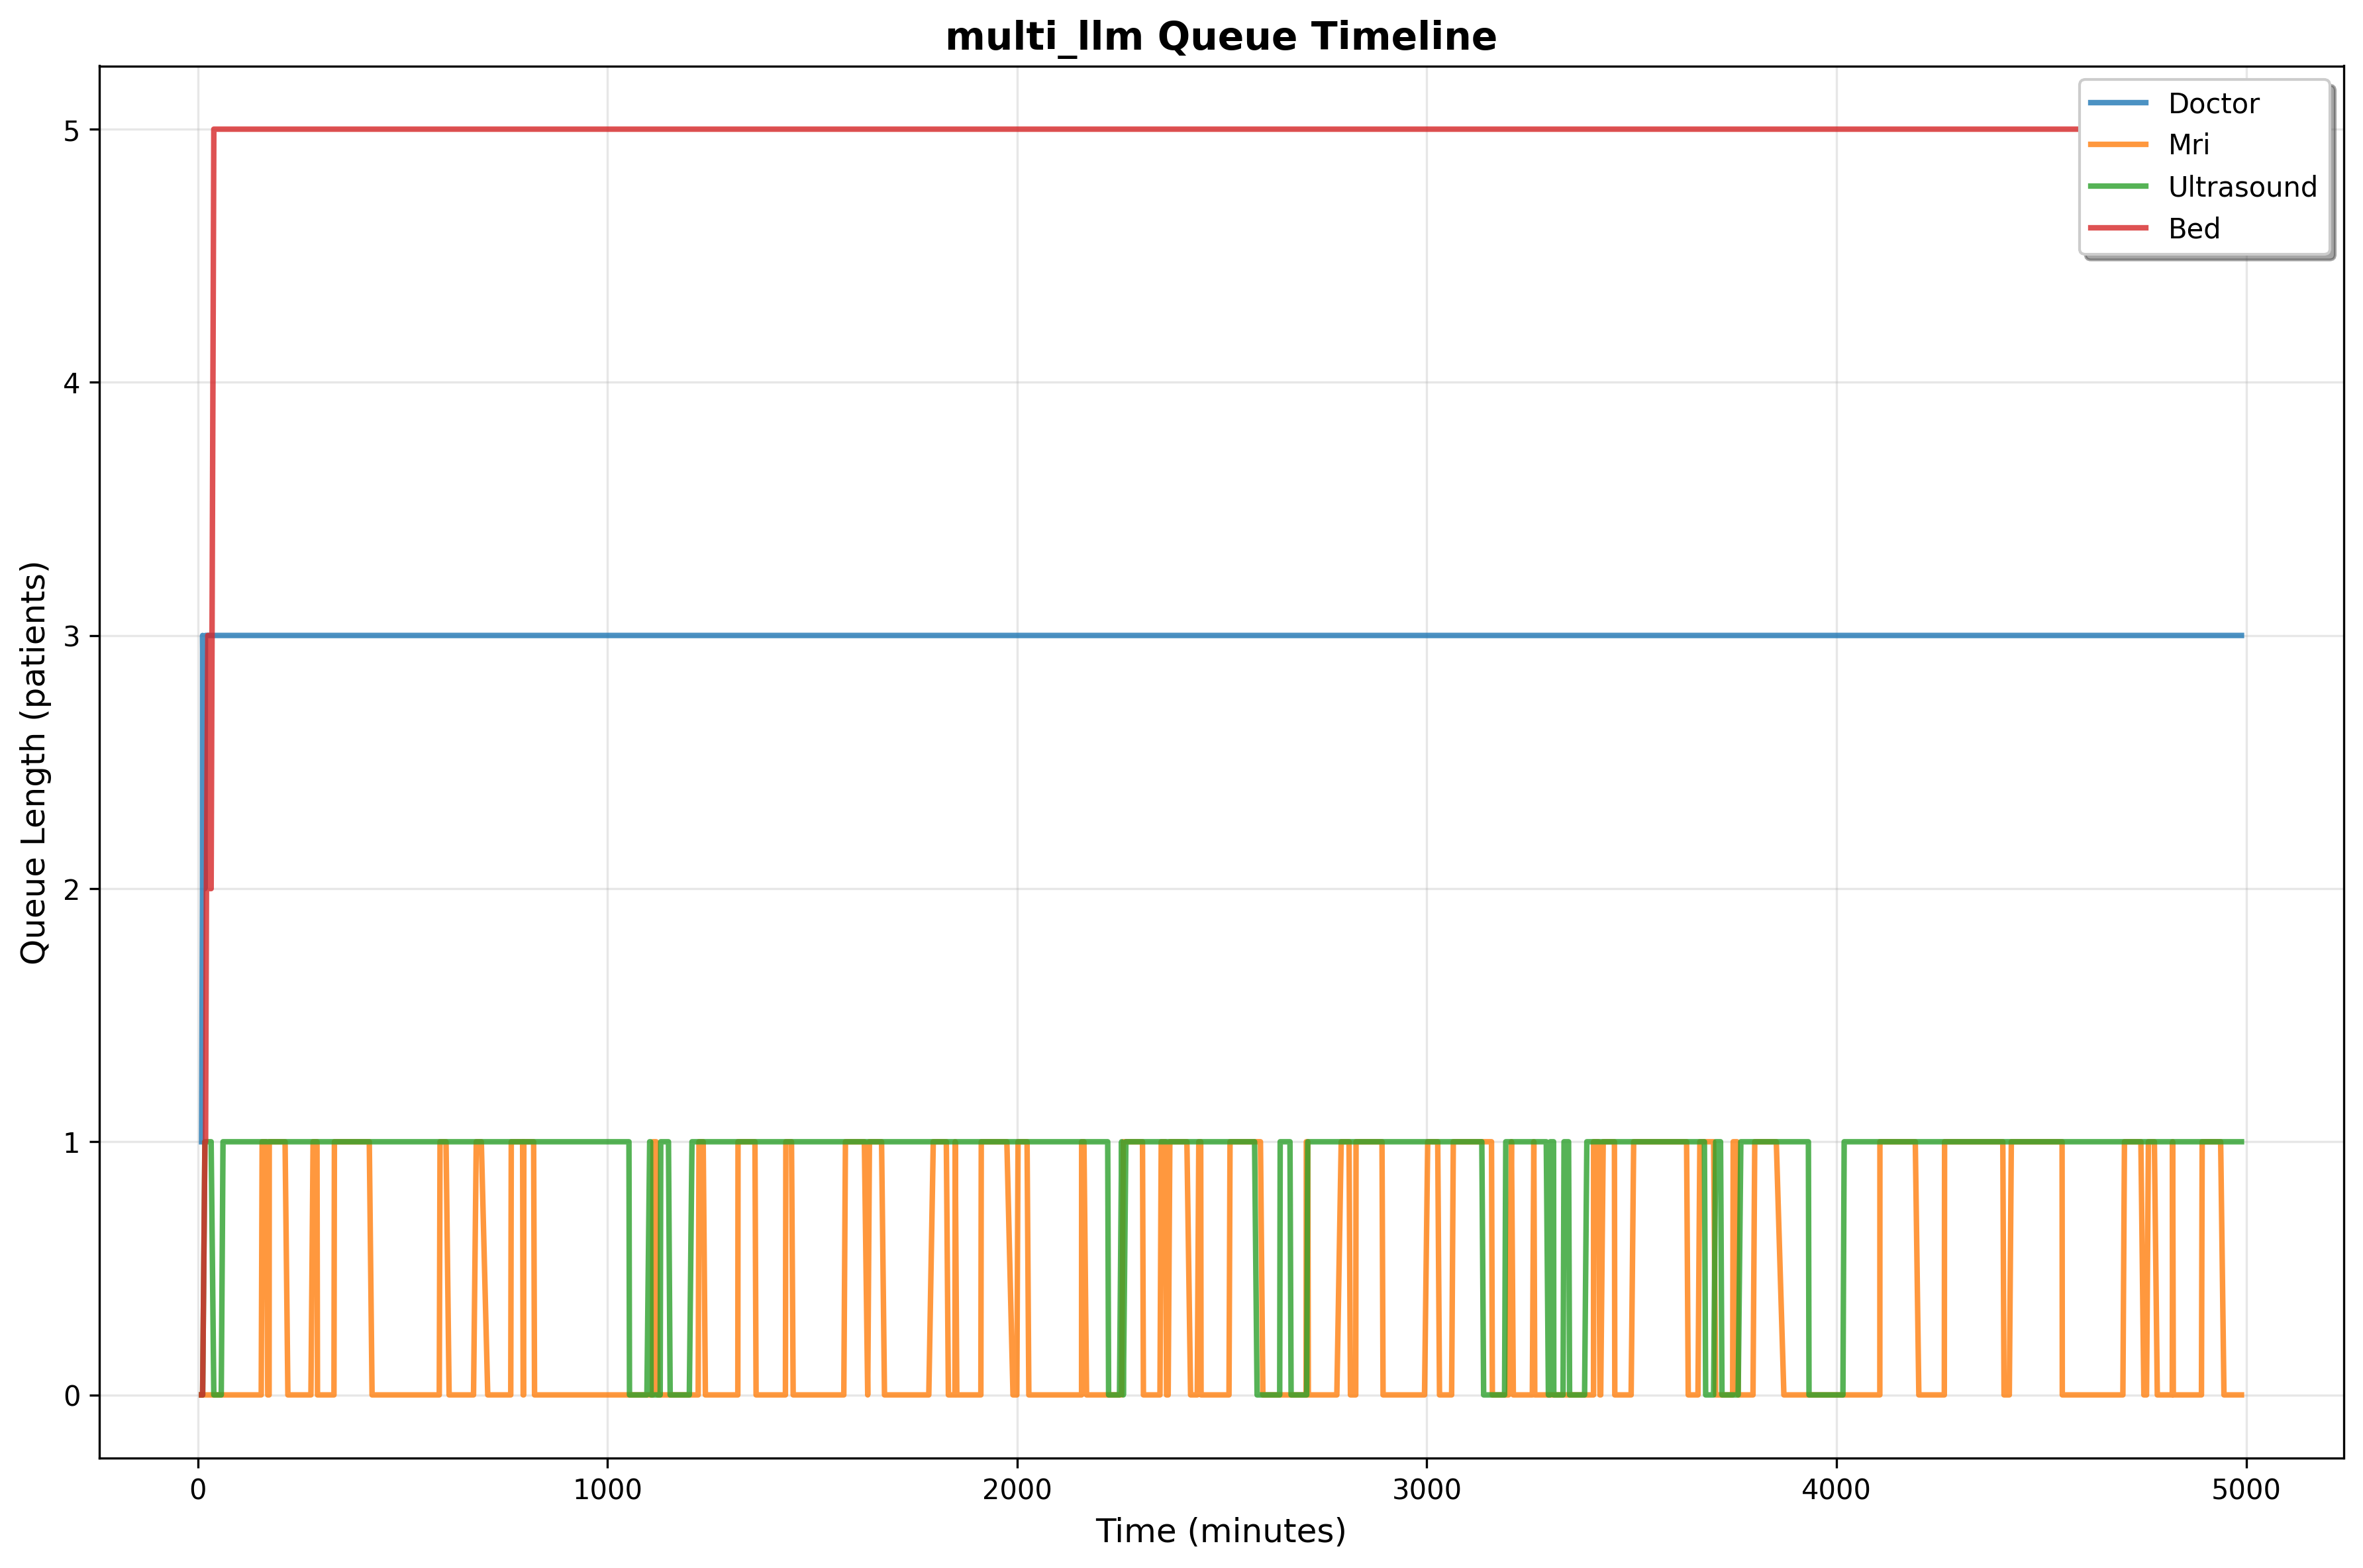 multi_llm Queue Timeline
Doctor
Mri
Ultrasound
Bed
Queue Length (patients)
5
4
3
2
1
0
0 1000 2000 3000 4000 5000
Time (minutes)